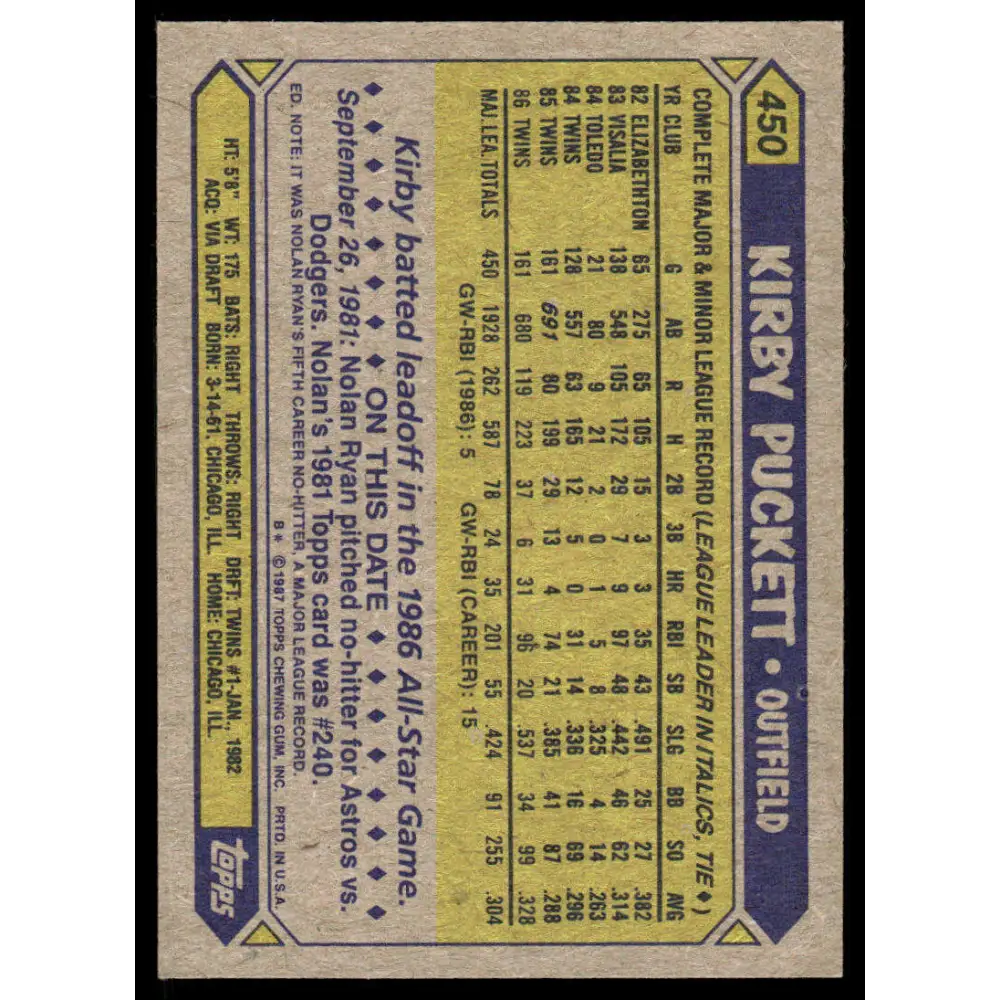 450
KIRBY PUCKETT • OUTFIELD
COMPLETE MAJOR & MINOR LEAGUE RECORD (LEAGUE LEADER IN ITALICS, TIE ♦)
YR CLUB G AB R H 2B 3B HR RBI SB SLG BB SO AVG
82 ELIZABETHTON 65 275 65 105 15 3 3 35 43 .491 25 27 .382
83 VISALIA 138 548 105 172 29 7 9 97 48 .442 46 62 .314
84 TOLEDO 21 80 9 21 2 0 1 5 8 .325 4 14 .263
84 TWINS 128 557 63 165 12 5 0 31 14 .336 16 69 .296
85 TWINS 161 691 80 199 29 13 4 74 21 .385 41 87 .288
86 TWINS 161 680 119 223 37 6 31 96 20 .537 34 99 .328
MAJ. LEA. TOTALS 450 1928 262 587 78 24 35 201 55 .424 91 255 .304
GW-RBI (1986): 5 GW-RBI (CAREER): 15
Kirby batted leadoff in the 1986 All-Star Game.
♦ ♦ ♦ ♦ ♦ ♦ ♦ ON THIS DATE ♦ ♦ ♦ ♦ ♦ ♦ ♦ ♦
September 26, 1981: Nolan Ryan pitched no-hitter for Astros vs.
Dodgers. Nolan's 1981 Topps card was #240.
ED. NOTE: IT WAS NOLAN RYAN'S FIFTH CAREER NO-HITTER, A MAJOR LEAGUE RECORD.
B* ©1987 TOPPS CHEWING GUM, INC. PRTD. IN U.S.A.
HT: 5'8" WT: 175 BATS: RIGHT THROWS: RIGHT DRFT: TWINS #1-JAN., 1982
ACQ: VIA DRAFT BORN: 3-14-61, CHICAGO, ILL. HOME: CHICAGO, ILL.
topps